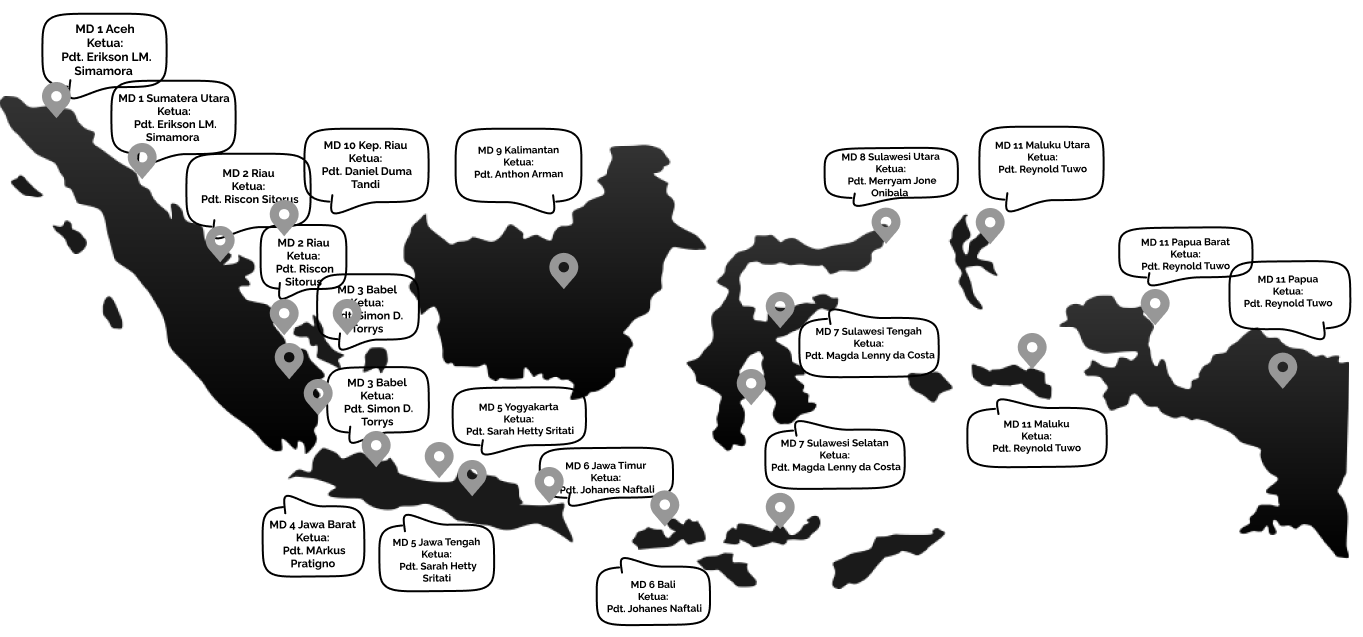 MD 1 Aceh
Ketua:
Pdt. Erikson LM.
Simamora
MD 1 Sumatera Utara
Ketua:
Pdt. Erikson LM.
Simamora
MD 2 Riau
Ketua:
Pdt. Riscon Sitorus
MD 10 Kep. Riau
Ketua:
Pdt. Daniel Duma
Tandi
MD 9 Kalimantan
Ketua:
Pdt. Anthon Arman
MD 8 Sulawesi Utara
Ketua:
Pdt. Merryam Jone
Onibala
MD 11 Maluku Utara
Ketua:
Pdt. Reynold Tuwo
MD 11 Papua Barat
Ketua:
Pdt. Reynold Tuwo
MD 11 Papua
Ketua:
Pdt. Reynold Tuwo
MD 2 Riau
Ketua:
Pdt. Riscon
Sitorus
MD 3 Babel
Ketua:
Pdt. Simon D.
Torrys
MD 7 Sulawesi Tengah
Ketua:
Pdt. Magda Lenny da Costa
MD 3 Babel
Ketua:
Pdt. Simon D.
Torrys
MD 5 Yogyakarta
Ketua:
Pdt. Sarah Hetty Sritati
MD 11 Maluku
Ketua:
Pdt. Reynold Tuwo
MD 7 Sulawesi Selatan
Ketua:
Pdt. Magda Lenny da Costa
MD 6 Jawa Timur
Ketua:
Pdt. Johanes Naftali
MD 4 Jawa Barat
Ketua:
Pdt. MArkus
Pratigno
MD 5 Jawa Tengah
Ketua:
Pdt. Sarah Hetty
Sritati
MD 6 Bali
Ketua:
Pdt. Johanes Naftali